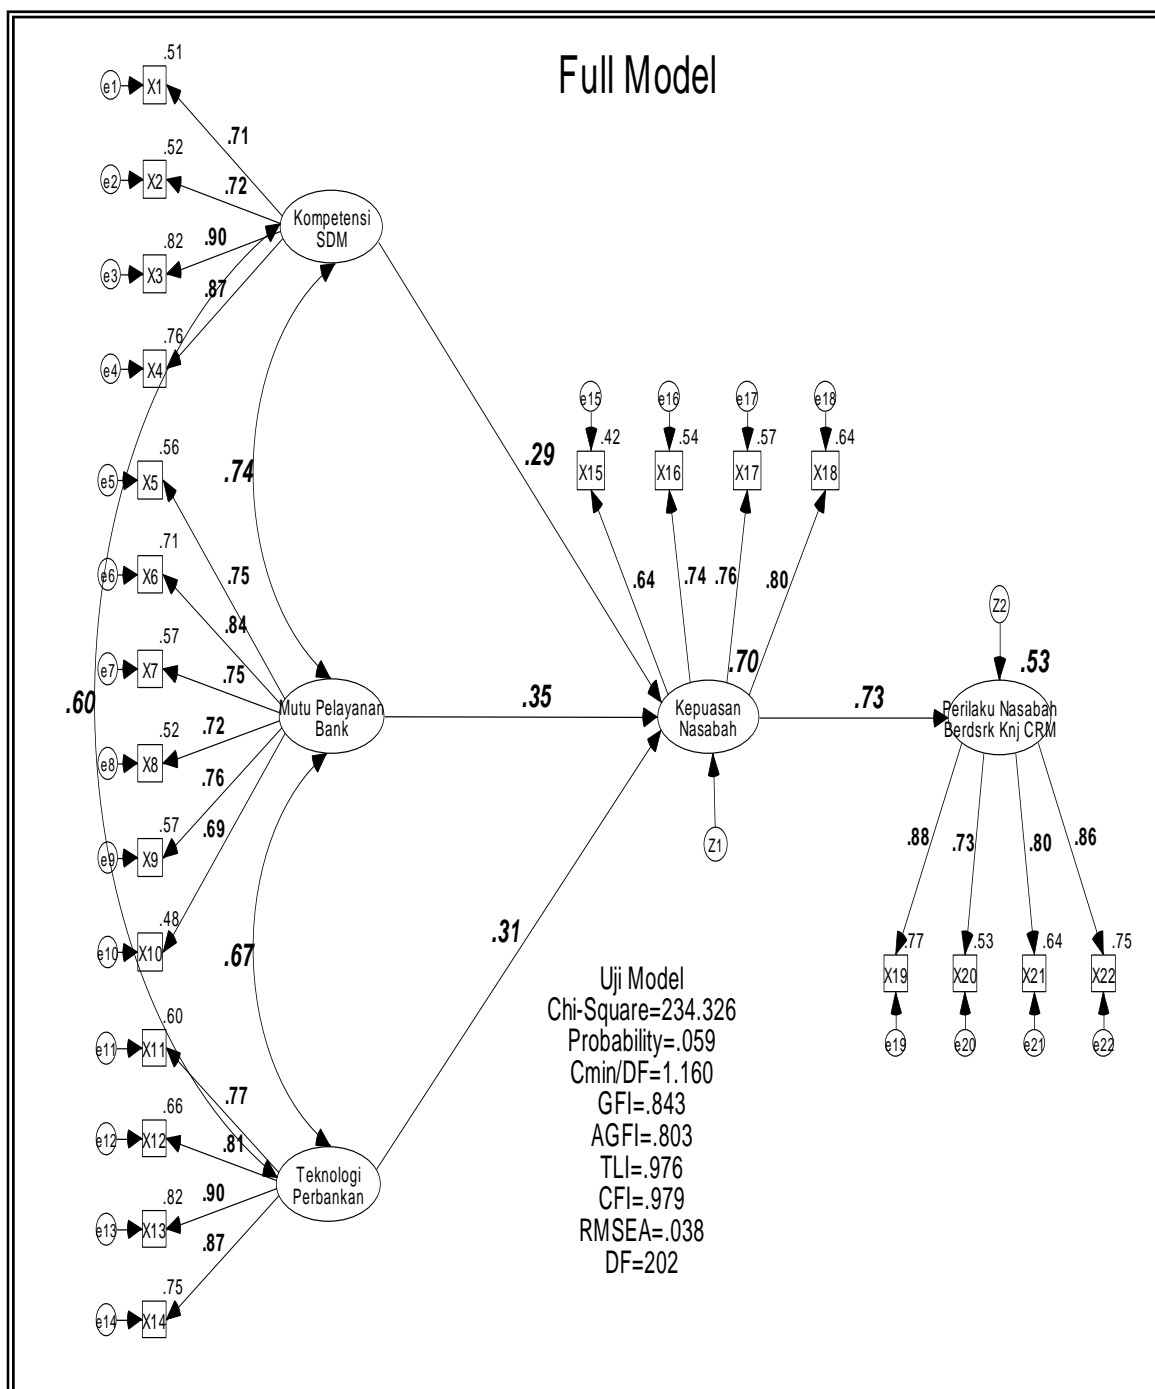 Full Model
.51
e1 X1
.71
.52
e2 X2
.72
Kompetensi
SDM
.82
.90
e3 X3
.87
.76
e4 X4
.56
e5 X5
.75
.74
.71
e6 X6
.84
.57
e7 X7
.75
.60
Mutu Pelayanan
Bank
.72
.52
e8 X8
.76
.57
e9 X9
.69
.48
e10 X10
.67
.60
e11 X11
.77
.66
e12 X12
.81
Teknologi
Perbankan
.82
.90
e13 X13
.87
.75
e14 X14
.29
.35
.31
e15 e16 e17 e18
.42 .54 .57 .64
X15 X16 X17 X18
.64 .74 .76 .80
.70
Kepuasan
Nasabah
Z1
.73
Z2
.53
Perilaku Nasabah
Berdsrk Knj CRM
.88 .73 .80 .86
.77 .53 .64 .75
X19 X20 X21 X22
e19 e20 e21 e22
Uji Model
Chi-Square=234.326
Probability=.059
Cmin/DF=1.160
GFI=.843
AGFI=.803
TLI=.976
CFI=.979
RMSEA=.038
DF=202